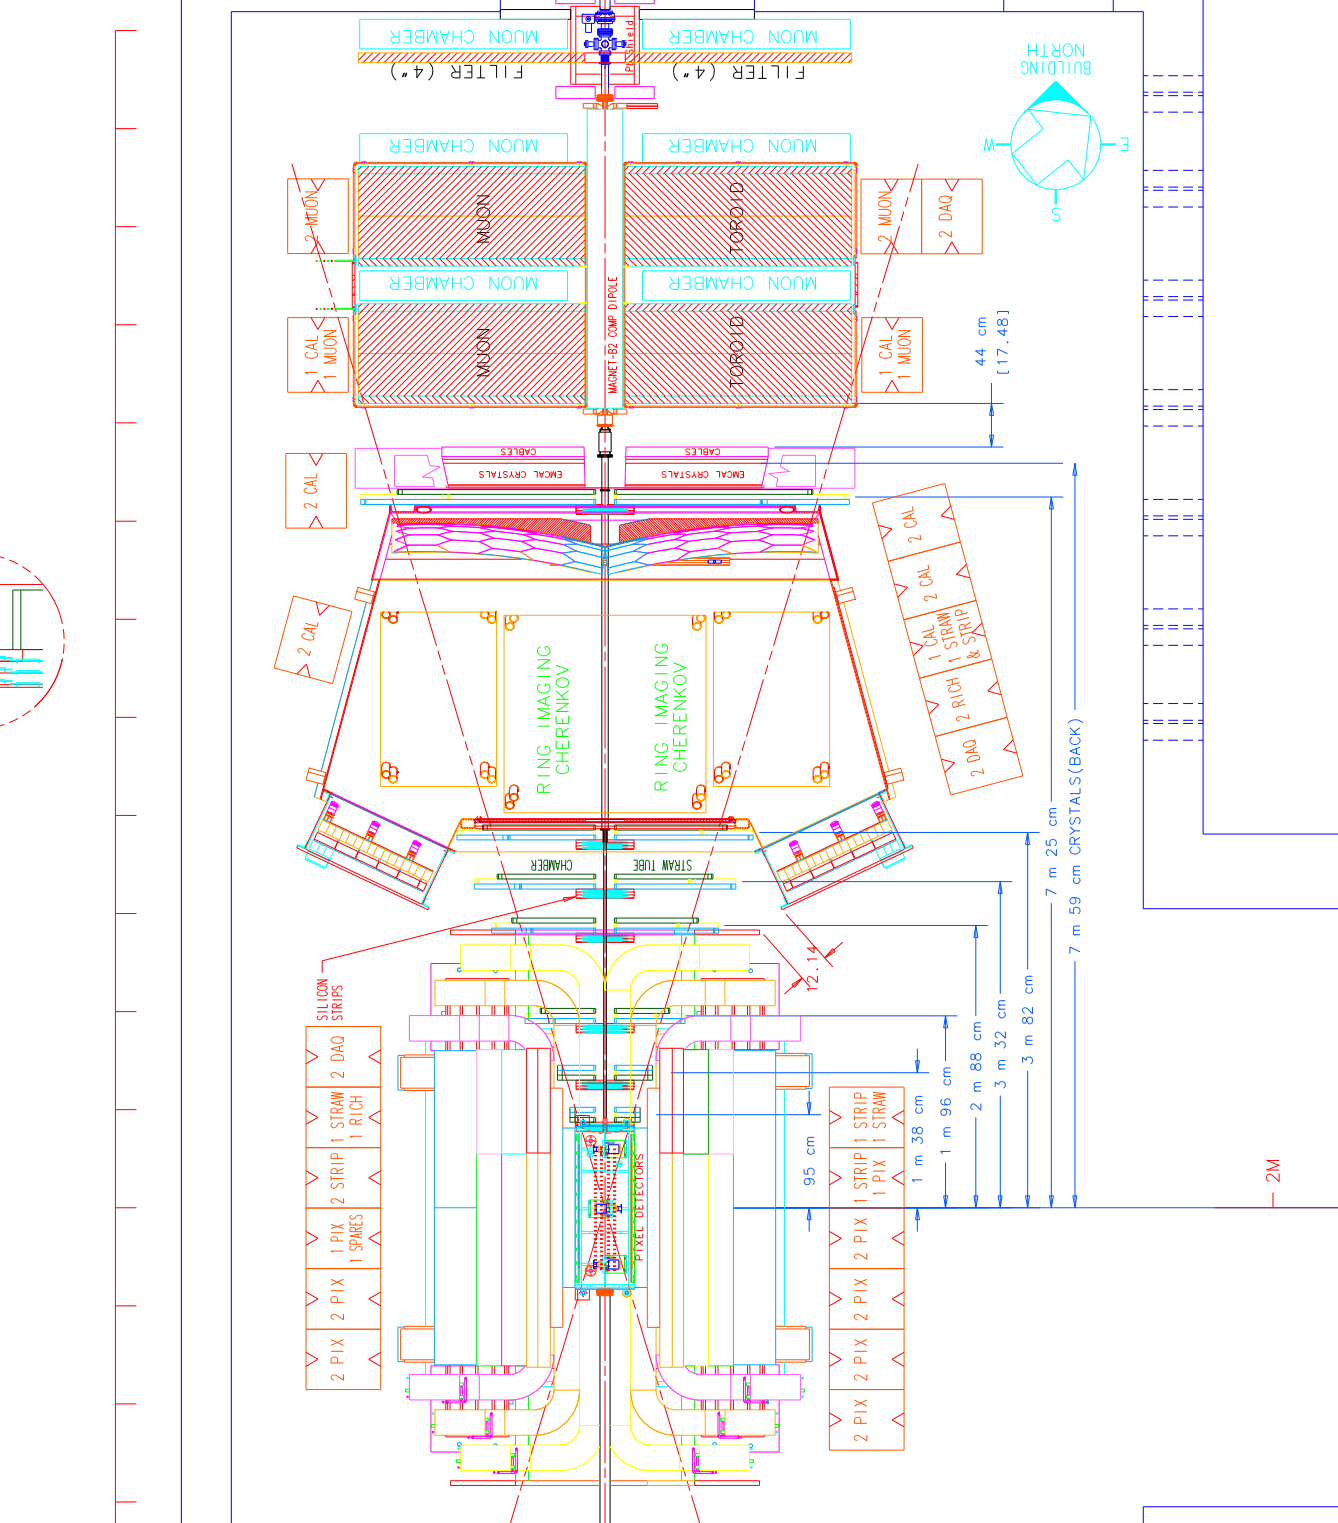 MUON CHAMBER
MUON CHAMBER
Pb Shield
FILTER (4")
FILTER (4")
BUILDING
NORTH
W
E
S
MUON CHAMBER
MUON CHAMBER
2 MUON
MUON
TOROID
2 MUON
2 DAQ
MUON CHAMBER
MUON CHAMBER
MAGNET-B2 COMP DIPOLE
1 CAL
1 MUON
MUON
TOROID
1 CAL
1 MUON
44 cm
[17.48]
CABLES
CABLES
EMCAL CRYSTALS
EMCAL CRYSTALS
2 CAL
2 CAL
2 CAL
2 CAL
1 CAL
1 STRAW
& STRIP
2 RICH
2 DAQ
RING IMAGING
CHERENKOV
RING IMAGING
CHERENKOV
7 m 59 cm CRYSTALS(BACK)
7 m 25 cm
STRAW TUBE
CHAMBER
12.14
SILICON
STRIPS
3 m 82 cm
3 m 32 cm
2 m 88 cm
1 m 96 cm
1 m 38 cm
95 cm
2 DAQ
1 STRAW
1 RICH
2 STRIP
1 PIX
1 SPARES
2 PIX
2 PIX
PIXEL DETECTORS
1 STRIP
1 STRAW
1 STRIP
1 PIX
2 PIX
2 PIX
2 PIX
2 PIX
2M